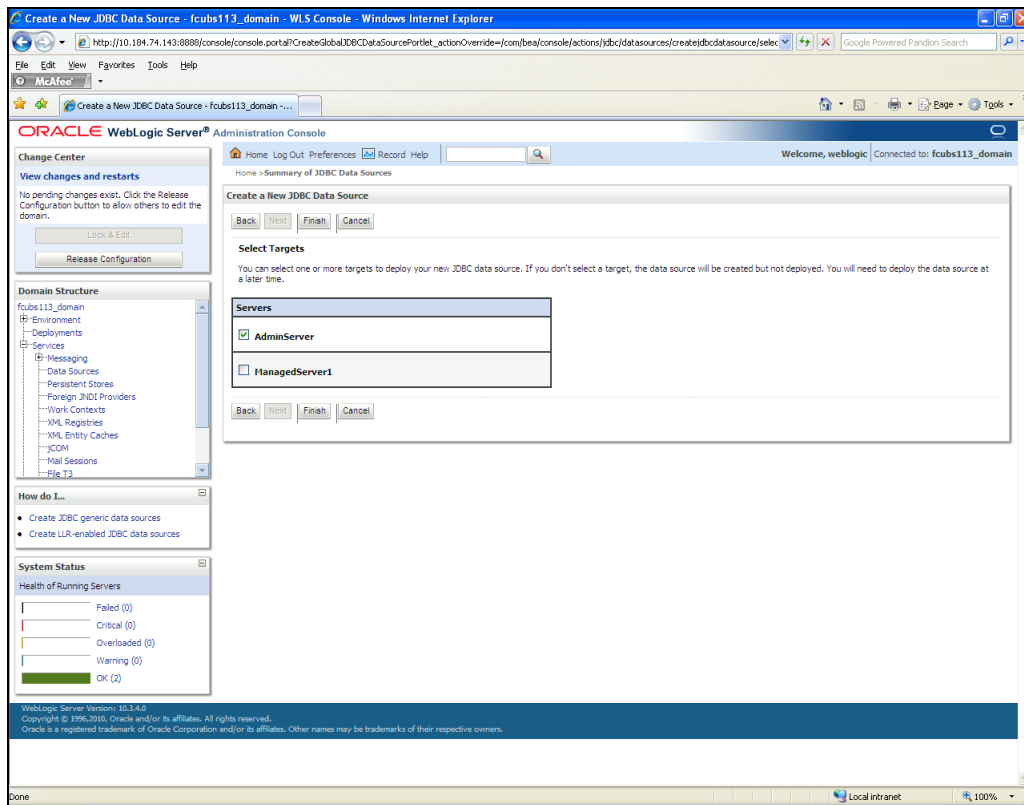 Create a New JDBC Data Source - fcubs113_domain - WLS Console - Windows Internet Explorer
http://10.184.74.143:8888/console/console.portal?CreateGlobalJDBCDataSourcePortlet_actionOverride=/com/bea/console/actions/jdbc/datasources/createjdbcdatasource/selec
Google Powered Pandion Search
File Edit View Favorites Tools Help
McAfee
Create a New JDBC Data Source - fcubs113_domain -...
Page Tools
ORACLE WebLogic Server® Administration Console
Change Center
View changes and restarts
No pending changes exist. Click the Release
Configuration button to allow others to edit the
domain.
Lock & Edit
Release Configuration
Domain Structure
fcubs113_domain
Environment
Deployments
Services
Messaging
Data Sources
Persistent Stores
Foreign JNDI Providers
Work Contexts
XML Registries
XML Entity Caches
jCOM
Mail Sessions
File T3
How do I...
Create JDBC generic data sources
Create LLR-enabled JDBC data sources
System Status
Health of Running Servers
Failed (0)
Critical (0)
Overloaded (0)
Warning (0)
OK (2)
Home Log Out Preferences Record Help
Welcome, weblogic Connected to: fcubs113_domain
Home >Summary of JDBC Data Sources
Create a New JDBC Data Source
Back Next Finish Cancel
Select Targets
You can select one or more targets to deploy your new JDBC data source. If you don't select a target, the data source will be created but not deployed. You will need to deploy the data source at
a later time.
Servers
AdminServer
ManagedServer1
Back Next Finish Cancel
WebLogic Server Version: 10.3.4.0
Copyright © 1996,2010, Oracle and/or its affiliates. All rights reserved.
Oracle is a registered trademark of Oracle Corporation and/or its affiliates. Other names may be trademarks of their respective owners.
Done
Local intranet
100%